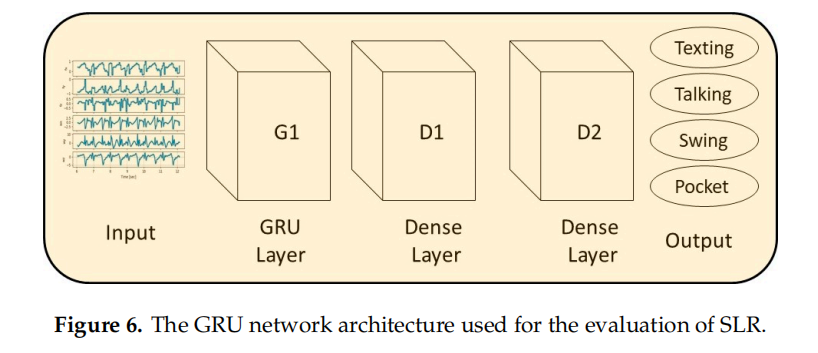 Texting
Talking
Swing
Pocket
G1
D1
D2
Input
GRU
Layer
Dense
Layer
Dense
Layer
Output
Figure 6. The GRU network architecture used for the evaluation of SLR.